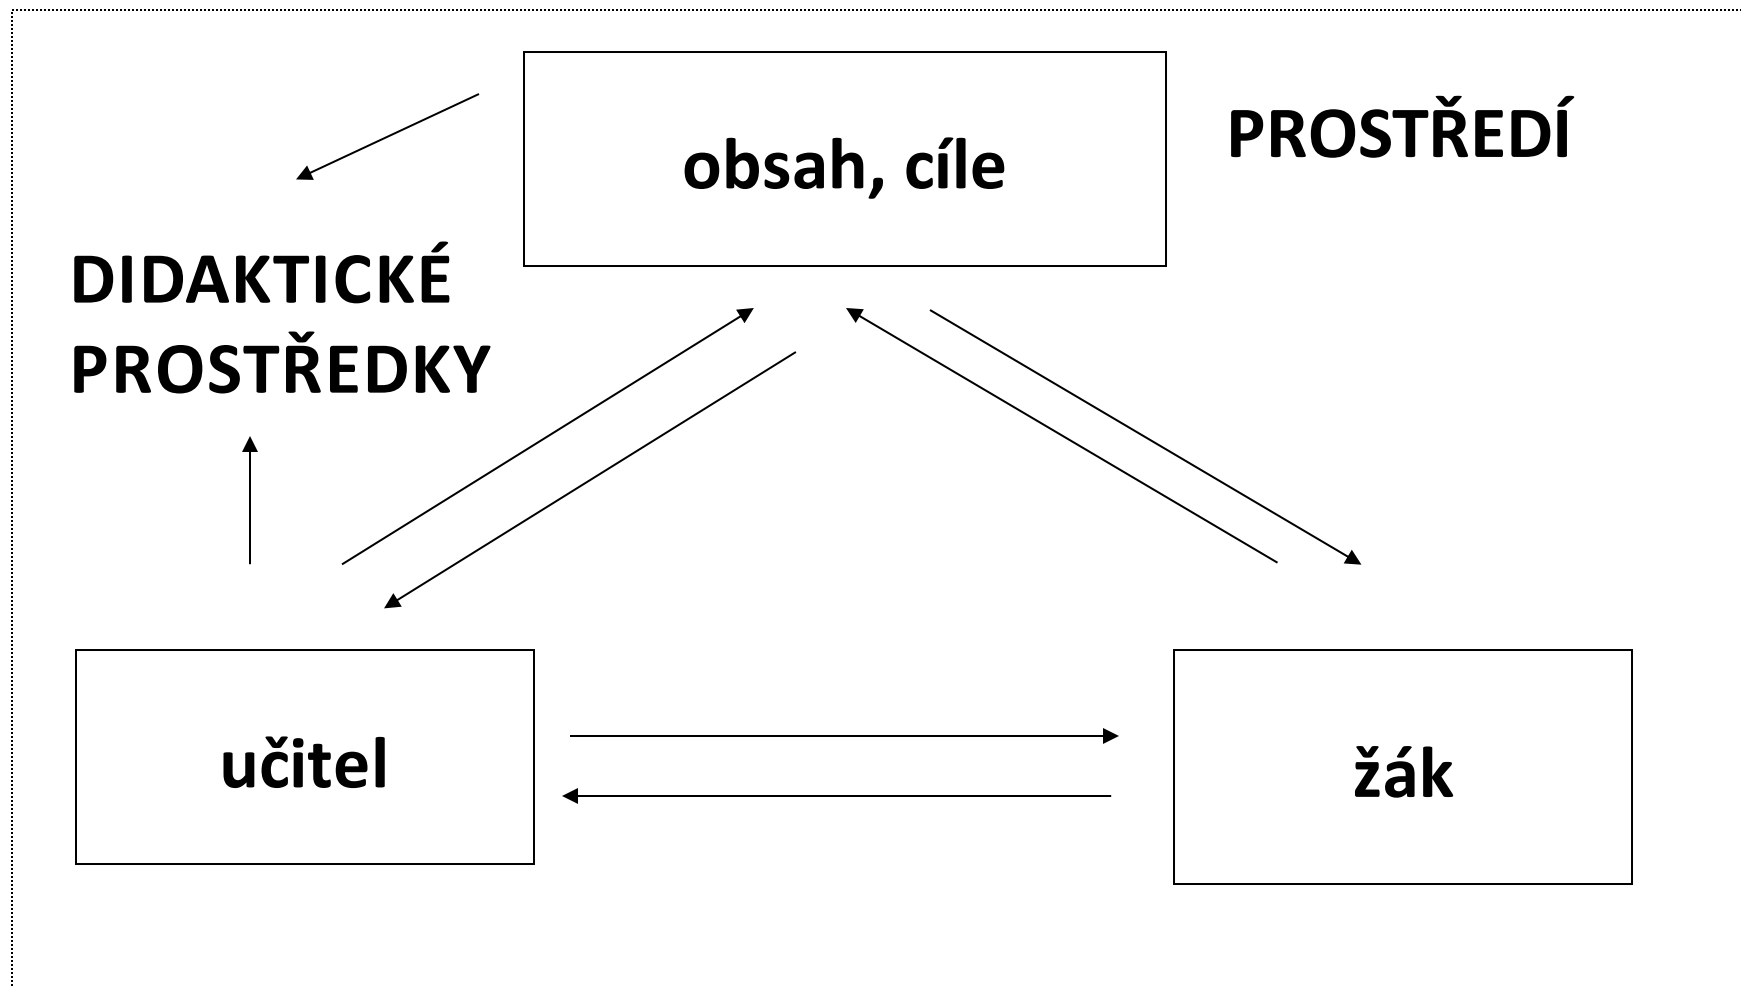 obsah, cíle
PROSTŘEDÍ
DIDAKTICKÉ
PROSTŘEDKY
učitel
žák